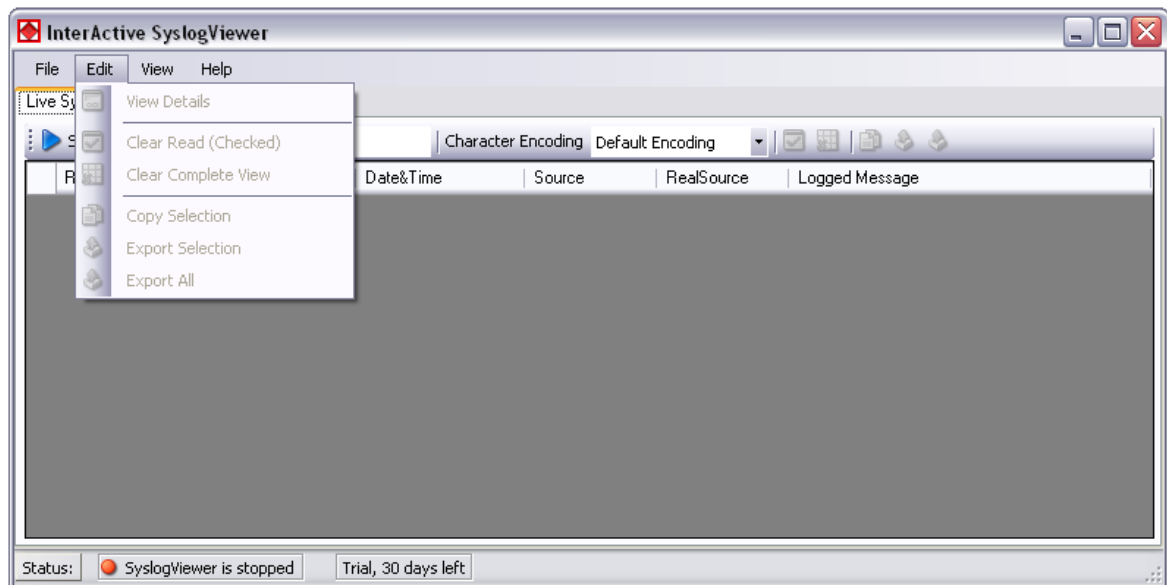 InterActive SyslogViewer
File Edit View Help
Live Sy
View Details
S
Clear Read (Checked)
Character Encoding Default Encoding
R
Clear Complete View
Date&Time Source RealSource Logged Message
Copy Selection
Export Selection
Export All
Status: SyslogViewer is stopped Trial, 30 days left